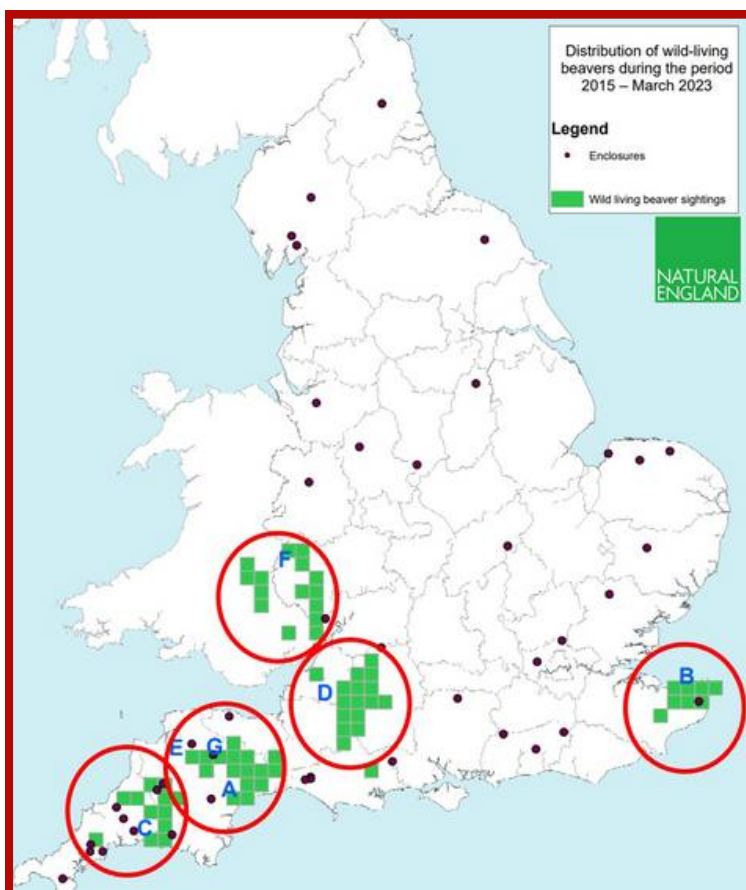 Distribution of wild-living
beavers during the period
2015 – March 2023
Legend
Enclosures
Wild living beaver sightings
NATURAL
ENGLAND
F
B
D
E
G
A
C